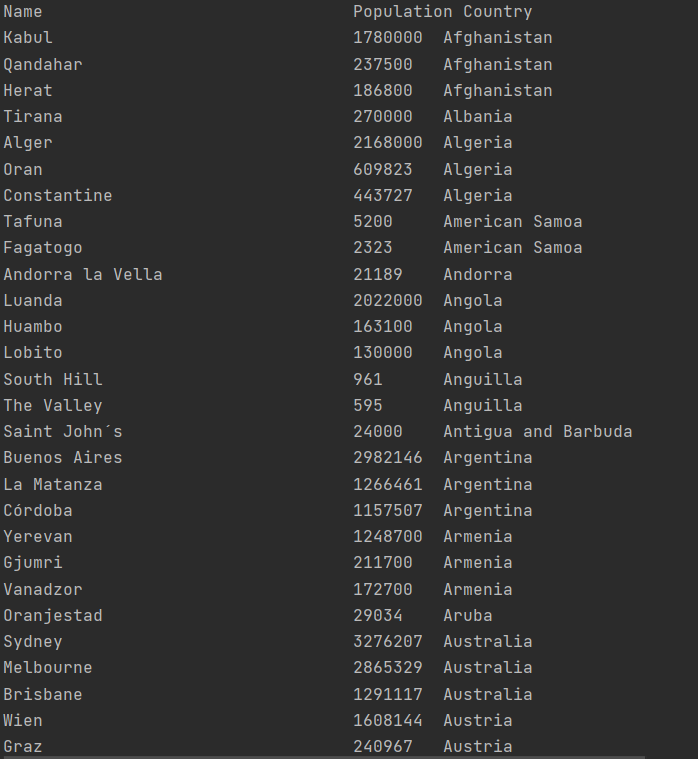 Name Population Country
Kabul 1780000 Afghanistan
Qandahar 237500 Afghanistan
Herat 186800 Afghanistan
Tirana 270000 Albania
Alger 2168000 Algeria
Oran 609823 Algeria
Constantine 443727 Algeria
Tafuna 5200 American Samoa
Fagatogo 2323 American Samoa
Andorra la Vella 21189 Andorra
Luanda 2022000 Angola
Huambo 163100 Angola
Lobito 130000 Angola
South Hill 961 Anguilla
The Valley 595 Anguilla
Saint John´s 24000 Antigua and Barbuda
Buenos Aires 2982146 Argentina
La Matanza 1266461 Argentina
Córdoba 1157507 Argentina
Yerevan 1248700 Armenia
Gjumri 211700 Armenia
Vanadzor 172700 Armenia
Oranjestad 29034 Aruba
Sydney 3276207 Australia
Melbourne 2865329 Australia
Brisbane 1291117 Australia
Wien 1608144 Austria
Graz 240967 Austria